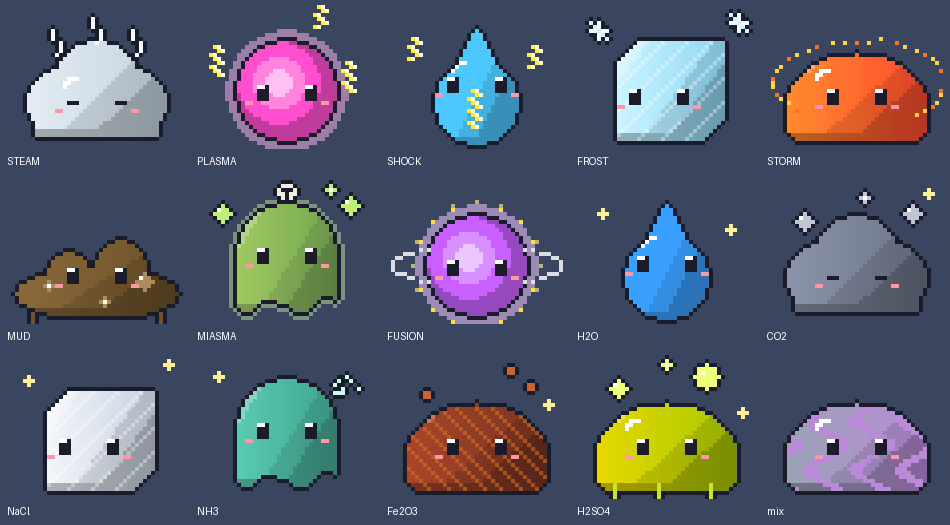 STEAM PLASMA SHOCK FROST STORM
MUD MIASMA FUSION H2O CO2
NaCl NH3 Fe2O3 H2SO4 mix